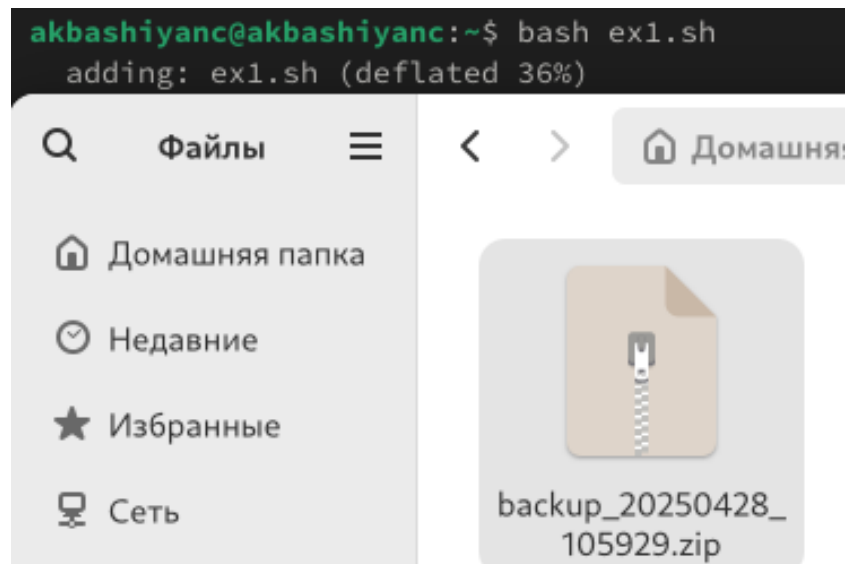 akbashiyanc@akbashiyanc:~$ bash ex1.sh
adding: ex1.sh (deflated 36%)
Файлы
Домашняя папка
Недавние
Избранные
Сеть
backup_20250428_
105929.zip